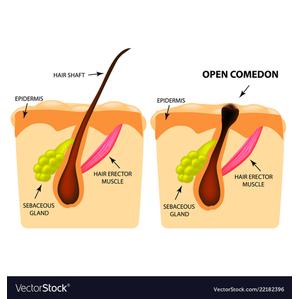 HAIR SHAFT
EPIDERMIS
HAIR ERECTOR
MUSCLE
SEBACEOUS
GLAND
OPEN COMEDON
EPIDERMIS
HAIR ERECTOR
MUSCLE
SEBACEOUS
GLAND
VectorStock®
VectorStock.com/22182396